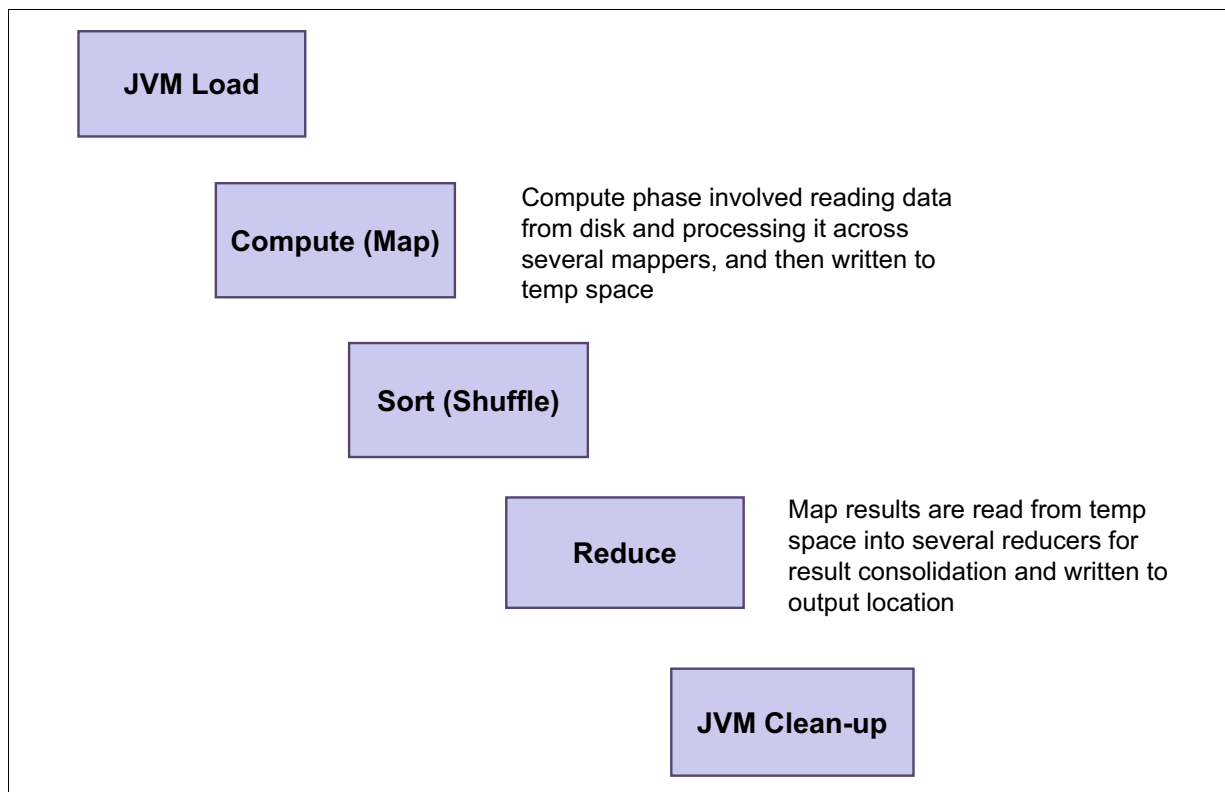 JVM Load
Compute (Map)
Compute phase involved reading data
from disk and processing it across
several mappers, and then written to
temp space
Sort (Shuffle)
Reduce
Map results are read from temp
space into several reducers for
result consolidation and written to
output location
JVM Clean-up